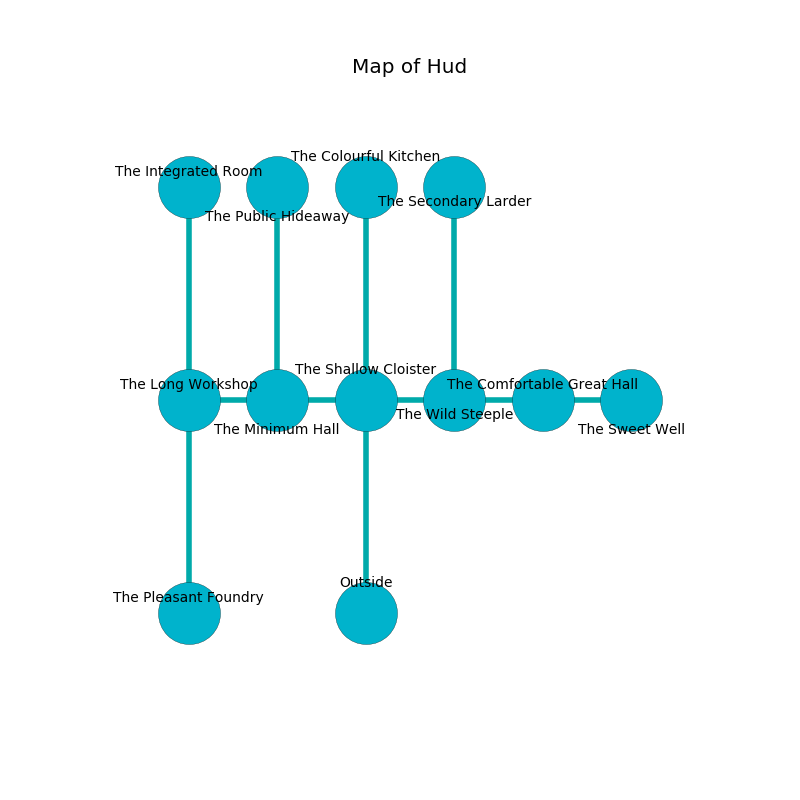 Map of Hud
The Colourful Kitchen
The Integrated Room
The Secondary Larder
The Public Hideaway
The Shallow Cloister
The Long Workshop
The Comfortable Great Hall
The Wild Steeple
The Minimum Hall
The Sweet Well
Outside
The Pleasant Foundry